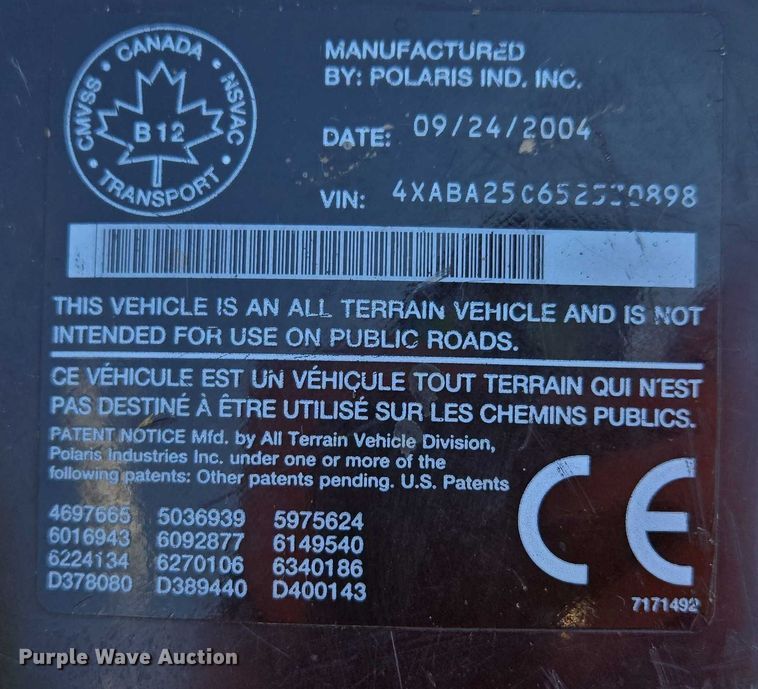 CANADA
CMVSS • NSVAC
B 12
TRANSPORT
MANUFACTURED
BY: POLARIS IND. INC.
DATE: 09/24/2004
VIN:
THIS VEHICLE IS AN ALL TERRAIN VEHICLE AND IS NOT
INTENDED FOR USE ON PUBLIC ROADS.
CE VÉHICULE EST UN VÉHICULE TOUT TERRAIN QUI N'EST
PAS DESTINÉ À ÊTRE UTILISÉ SUR LES CHEMINS PUBLICS.
PATENT NOTICE Mfd. by All Terrain Vehicle Division,
Polaris Industries Inc. under one or more of the
following patents: Other patents pending. U.S. Patents
4697665 5036939 5975624
6016943 6092877 6149540
6224134 6270106 6340186
D378080 D389440 D400143
CE
7171492
Purple Wave Auction